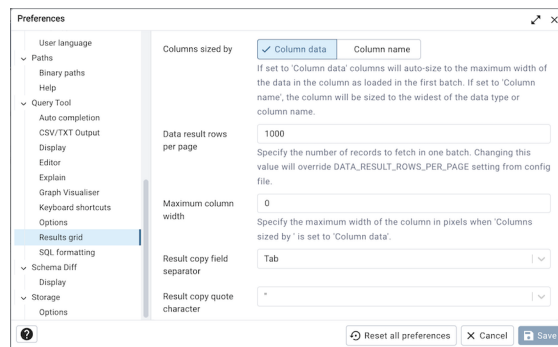 Preferences
User language
Paths
Binary paths
Help
Query Tool
Auto completion
CSV/TXT Output
Display
Editor
Explain
Graph Visualiser
Keyboard shortcuts
Options
Results grid
SQL formatting
Schema Diff
Display
Storage
Options
Columns sized by
Column data
Column name
If set to 'Column data' columns will auto-size to the maximum width of
the data in the column as loaded in the first batch. If set to 'Column
name', the column will be sized to the widest of the data type or
column name.
Data result rows
per page
1000
Specify the number of records to fetch in one batch. Changing this
value will override DATA_RESULT_ROWS_PER_PAGE setting from config
file.
Maximum column
width
0
Specify the maximum width of the column in pixels when 'Columns
sized by ' is set to 'Column data'.
Result copy field
separator
Tab
Result copy quote
character
"
?
Reset all preferences
Cancel
Save